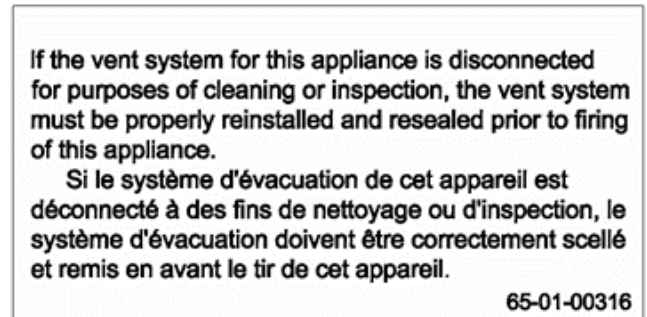 If the vent system for this appliance is disconnected
for purposes of cleaning or inspection, the vent system
must be properly reinstalled and resealed prior to firing
of this appliance.
Si le système d'évacuation de cet appareil est
déconnecté à des fins de nettoyage ou d'inspection, le
système d'évacuation doivent être correctement scellé
et remis en avant le tir de cet appareil.
65-01-00316